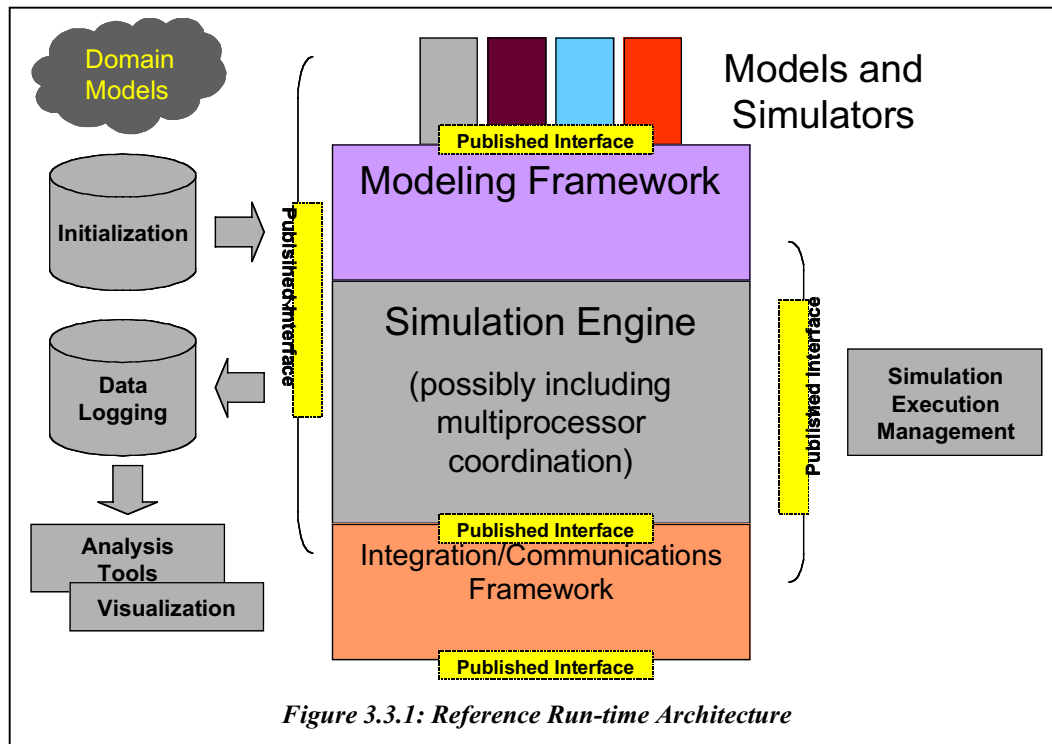 Domain
Models
Models and
Simulators
Published Interface
Modeling Framework
Initialization
Published Interface
Simulation Engine
(possibly including
multiprocessor
coordination)
Published Interface
Data
Logging
Simulation
Execution
Management
Published Interface
Integration/Communications
Framework
Analysis
Tools
Visualization
Published Interface
Figure 3.3.1: Reference Run-time Architecture